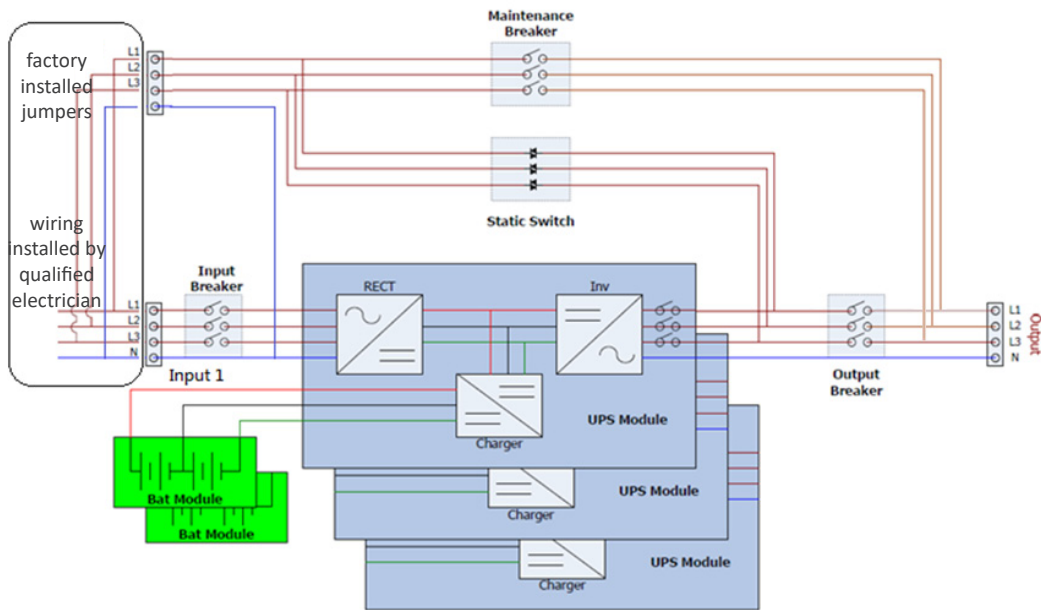 Maintenance
Breaker
factory
installed
jumpers
L1
L2
L3
Static Switch
wiring
installed by
qualified
electrician
L1
L2
L3
N
Input
Breaker
Input 1
RECT
Inv
Charger
UPS Module
Output
Breaker
L1
L2
L3
N
Output
Bat Module
Bat Module
Charger
UPS Module
Charger
UPS Module